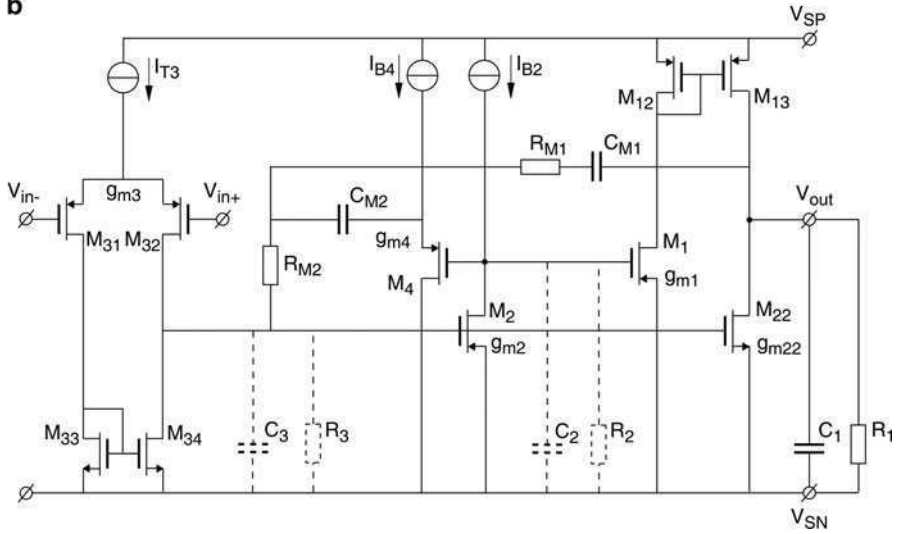 b
V_SP
I_T3
I_B4
I_B2
M_12
M_13
R_M1
C_M1
V_in-
g_m3
V_in+
C_M2
V_out
M_31
M_32
g_m4
M_1
R_M2
M_4
g_m1
M_2
M_22
g_m2
g_m22
M_33
M_34
C_3
R_3
C_2
R_2
C_1
R_1
V_SN